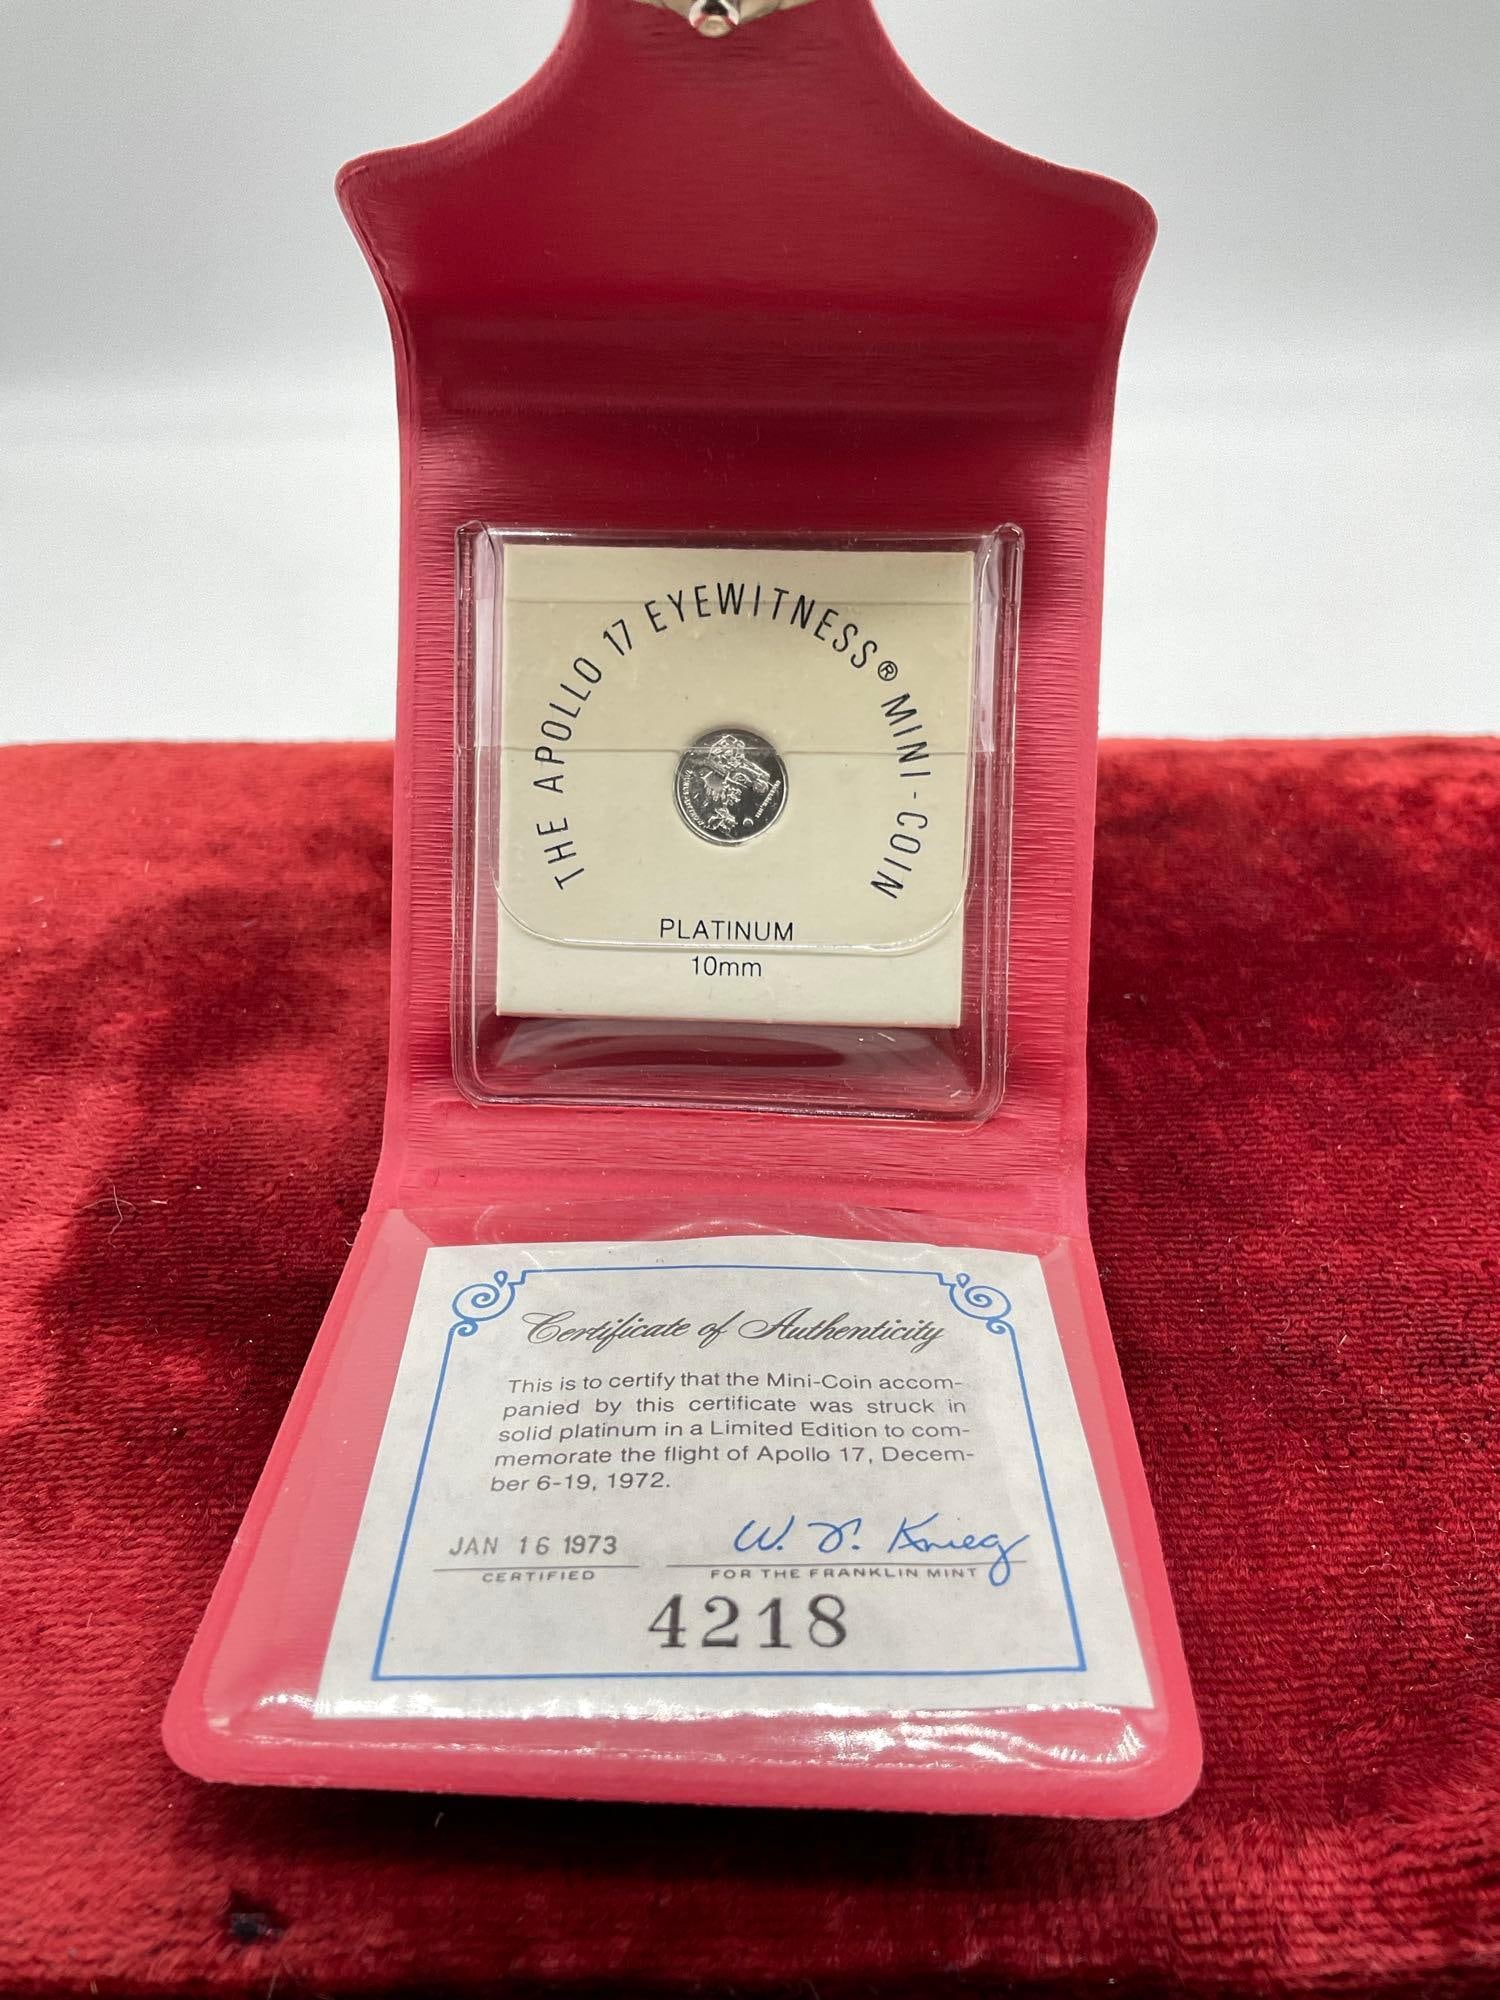 THE APOLLO 17 EYEWITNESS® MINI-COIN
PLATINUM
10mm
Certificate of Authenticity
This is to certify that the Mini-Coin accom-
panied by this certificate was struck in
solid platinum in a Limited Edition to com-
memorate the flight of Apollo 17, Decem-
ber 6-19, 1972.
JAN 16 1973
CERTIFIED
W. Krieg
FOR THE FRANKLIN MINT
4218